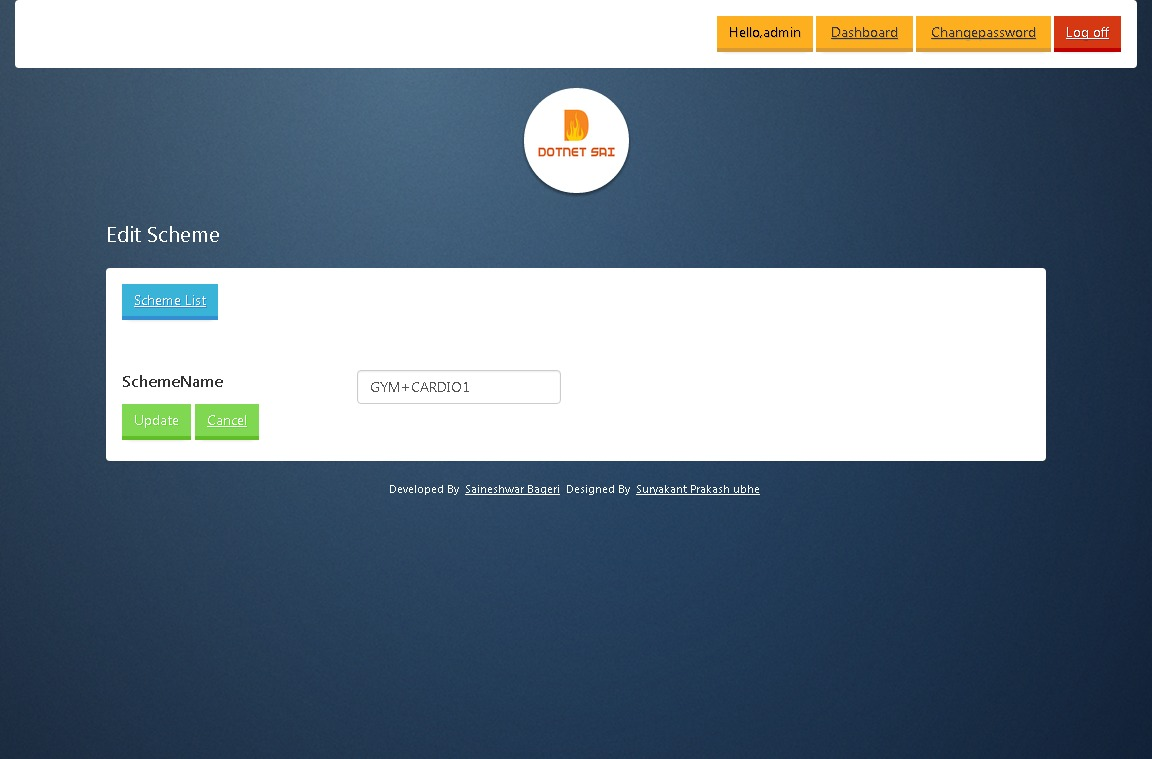 Hello,admin Dashboard Changepassword Log off
DOTNET SAI
Edit Scheme
Scheme List
SchemeName GYM+CARDIO1
Update Cancel
Developed By Saineshwar Bageri Designed By Suryakant Prakash ubhe